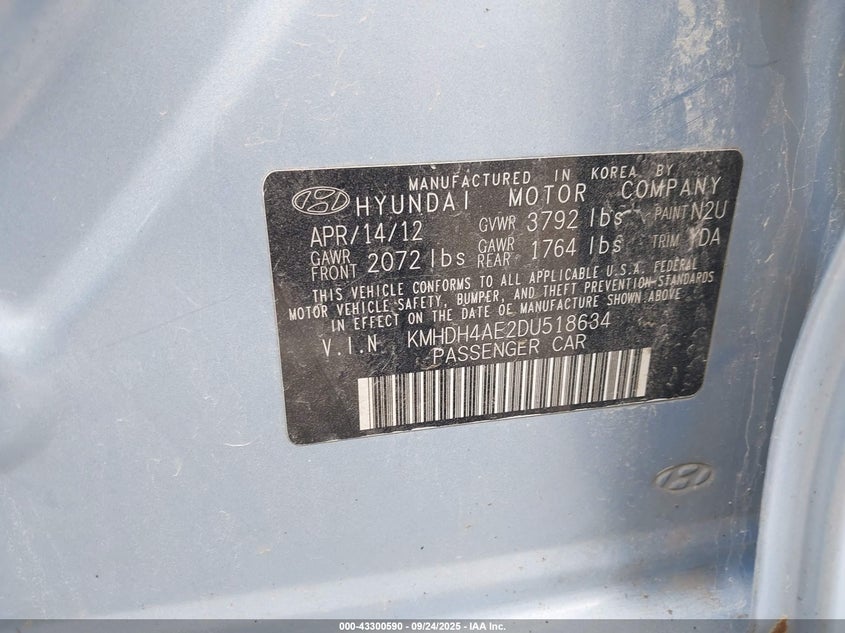 MANUFACTURED IN KOREA BY
HYUNDAI MOTOR COMPANY
APR/14/12 GVWR 3792 lbs PAINT N2U
GAWR FRONT 2072 lbs GAWR REAR 1764 lbs TRIM YDA
THIS VEHICLE CONFORMS TO ALL APPLICABLE U.S.A. FEDERAL
MOTOR VEHICLE SAFETY, BUMPER, AND THEFT PREVENTION STANDARDS
IN EFFECT ON THE DATE OF MANUFACTURE SHOWN ABOVE
V.I.N KMHDH4AE2DU518634
PASSENGER CAR
000-43300590 - 09/24/2025 - IAA Inc.